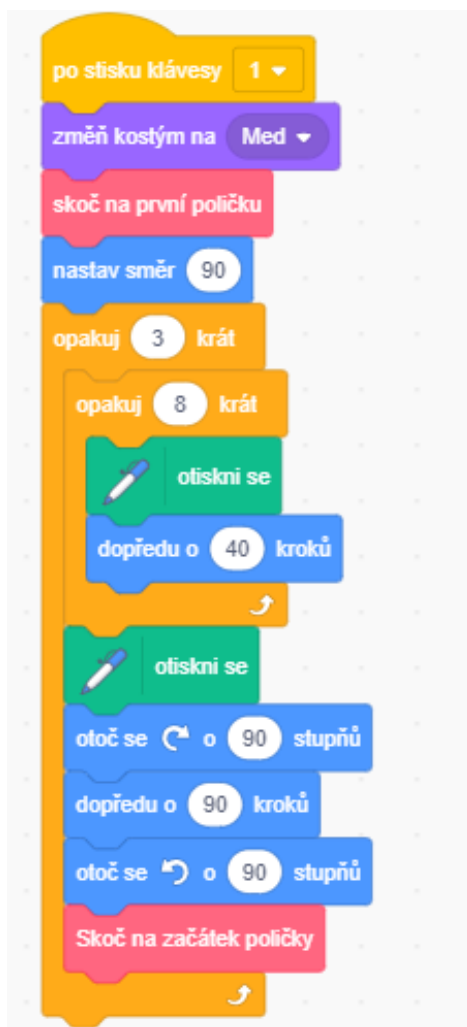 po stisku klávesy 1
změň kostým na Med
skoč na první poličku
nastav směr 90
opakuj 3 krát
opakuj 8 krát
otiskni se
dopředu o 40 kroků
otiskni se
otoč se o 90 stupňů
dopředu o 90 kroků
otoč se o 90 stupňů
Skoč na začátek poličky